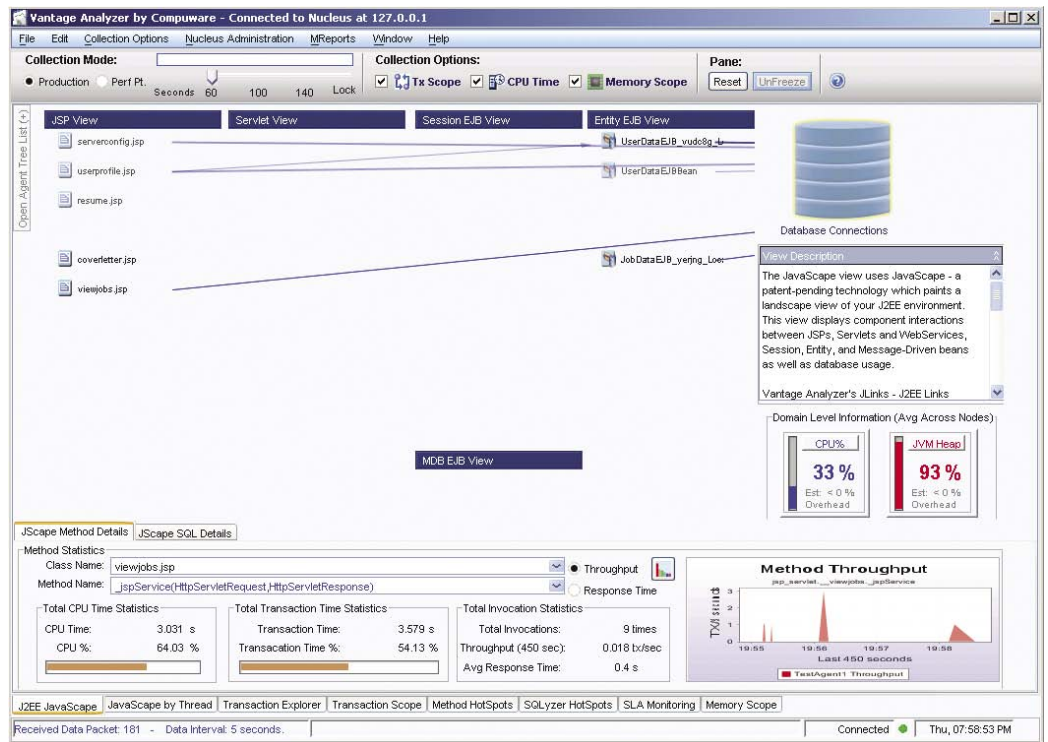 Vantage Analyzer by Compuware - Connected to Nucleus at 127.0.0.1
File Edit Collection Options Nucleus Administration MReports Window Help
Collection Mode:
Production Perf Pt.
Seconds 60 100 140 Lock
Collection Options:
Tx Scope CPU Time Memory Scope
Pane:
Reset UnFreeze
Open Agent Tree List (+)
JSP View Servlet View Session EJB View Entity EJB View
serverconfig.jsp
userprofile.jsp
resume.jsp
coverletter.jsp
viewjobs.jsp
UserDataEJB_vudc8g_L
UserDataEJBBean
JobDataEJB_yerjng_Loc
MDB EJB View
Database Connections
View Description
The JavaScape view uses JavaScape - a
patent-pending technology which paints a
landscape view of your J2EE environment.
This view displays component interactions
between JSPs, Servlets and WebServices,
Session, Entity, and Message-Driven beans
as well as database usage.
Vantage Analyzer's JLinks - J2EE Links
Domain Level Information (Avg Across Nodes)
CPU%
33 %
Est: < 0 %
Overhead
JVM Heap
93 %
Est: < 0 %
Overhead
JScape Method Details JScape SQL Details
Method Statistics
Class Name: viewjobs.jsp
Method Name: _jspService(HttpServletRequest,HttpServletResponse)
Throughput
Response Time
Total CPU Time Statistics
CPU Time: 3.031 s
CPU %: 64.03 %
Total Transaction Time Statistics
Transaction Time: 3.579 s
Transacation Time %: 54.13 %
Total Invocation Statistics
Total Invocations: 9 times
Throughput (450 sec): 0.018 tx/sec
Avg Response Time: 0.4 s
Method Throughput
jsp_servlet.__viewjobs._jspService
TX/Seconds
3
2
1
0
19:55 19:56 19:57 19:58
Last 450 seconds
TestAgent1 Throughput
J2EE JavaScape JavaScape by Thread Transaction Explorer Transaction Scope Method HotSpots SQLyzer HotSpots SLA Monitoring Memory Scope
Received Data Packet: 181 - Data Interval: 5 seconds.
Connected
Thu, 07:58:53 PM